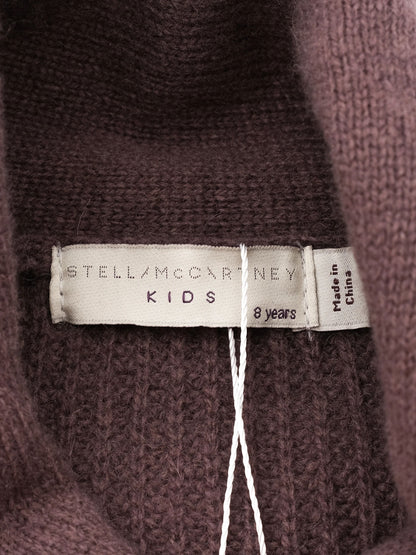 STELLA McCARTNEY
KIDS
8 years
Made in
China